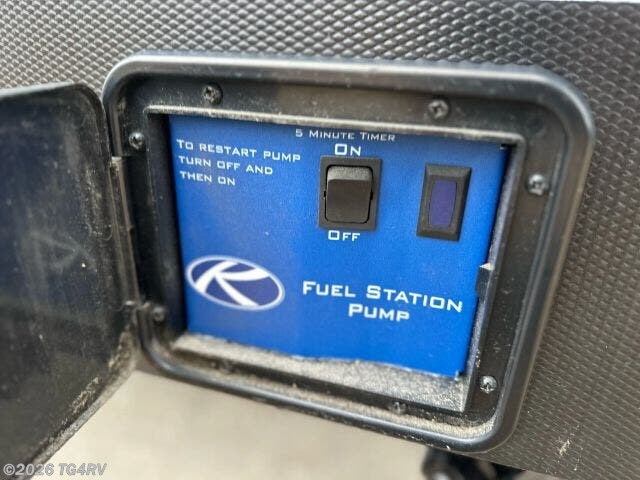 5 Minute Timer
On
To restart pump
turn off and
then on
Off
K
Fuel Station
Pump
©2026 TG4RV